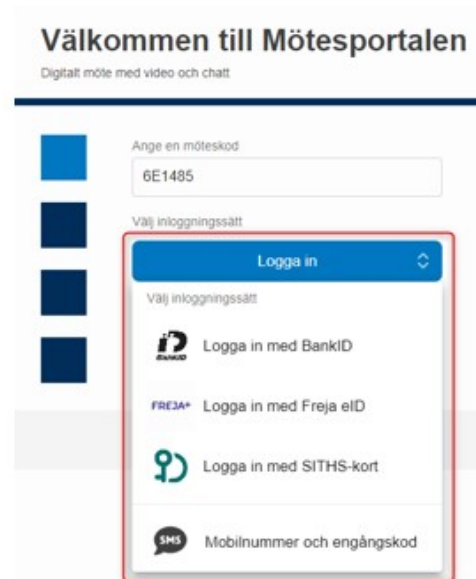 Välkommen till Mötesportalen
Digitalt möte med video och chatt
Ange en möteskod
6E1485
Välj inloggningssätt
Logga in
Välj inloggningssätt
BankID
Logga in med BankID
FREJA+
Logga in med Freja eID
Logga in med SITHS-kort
SMS
Mobilnummer och engångskod